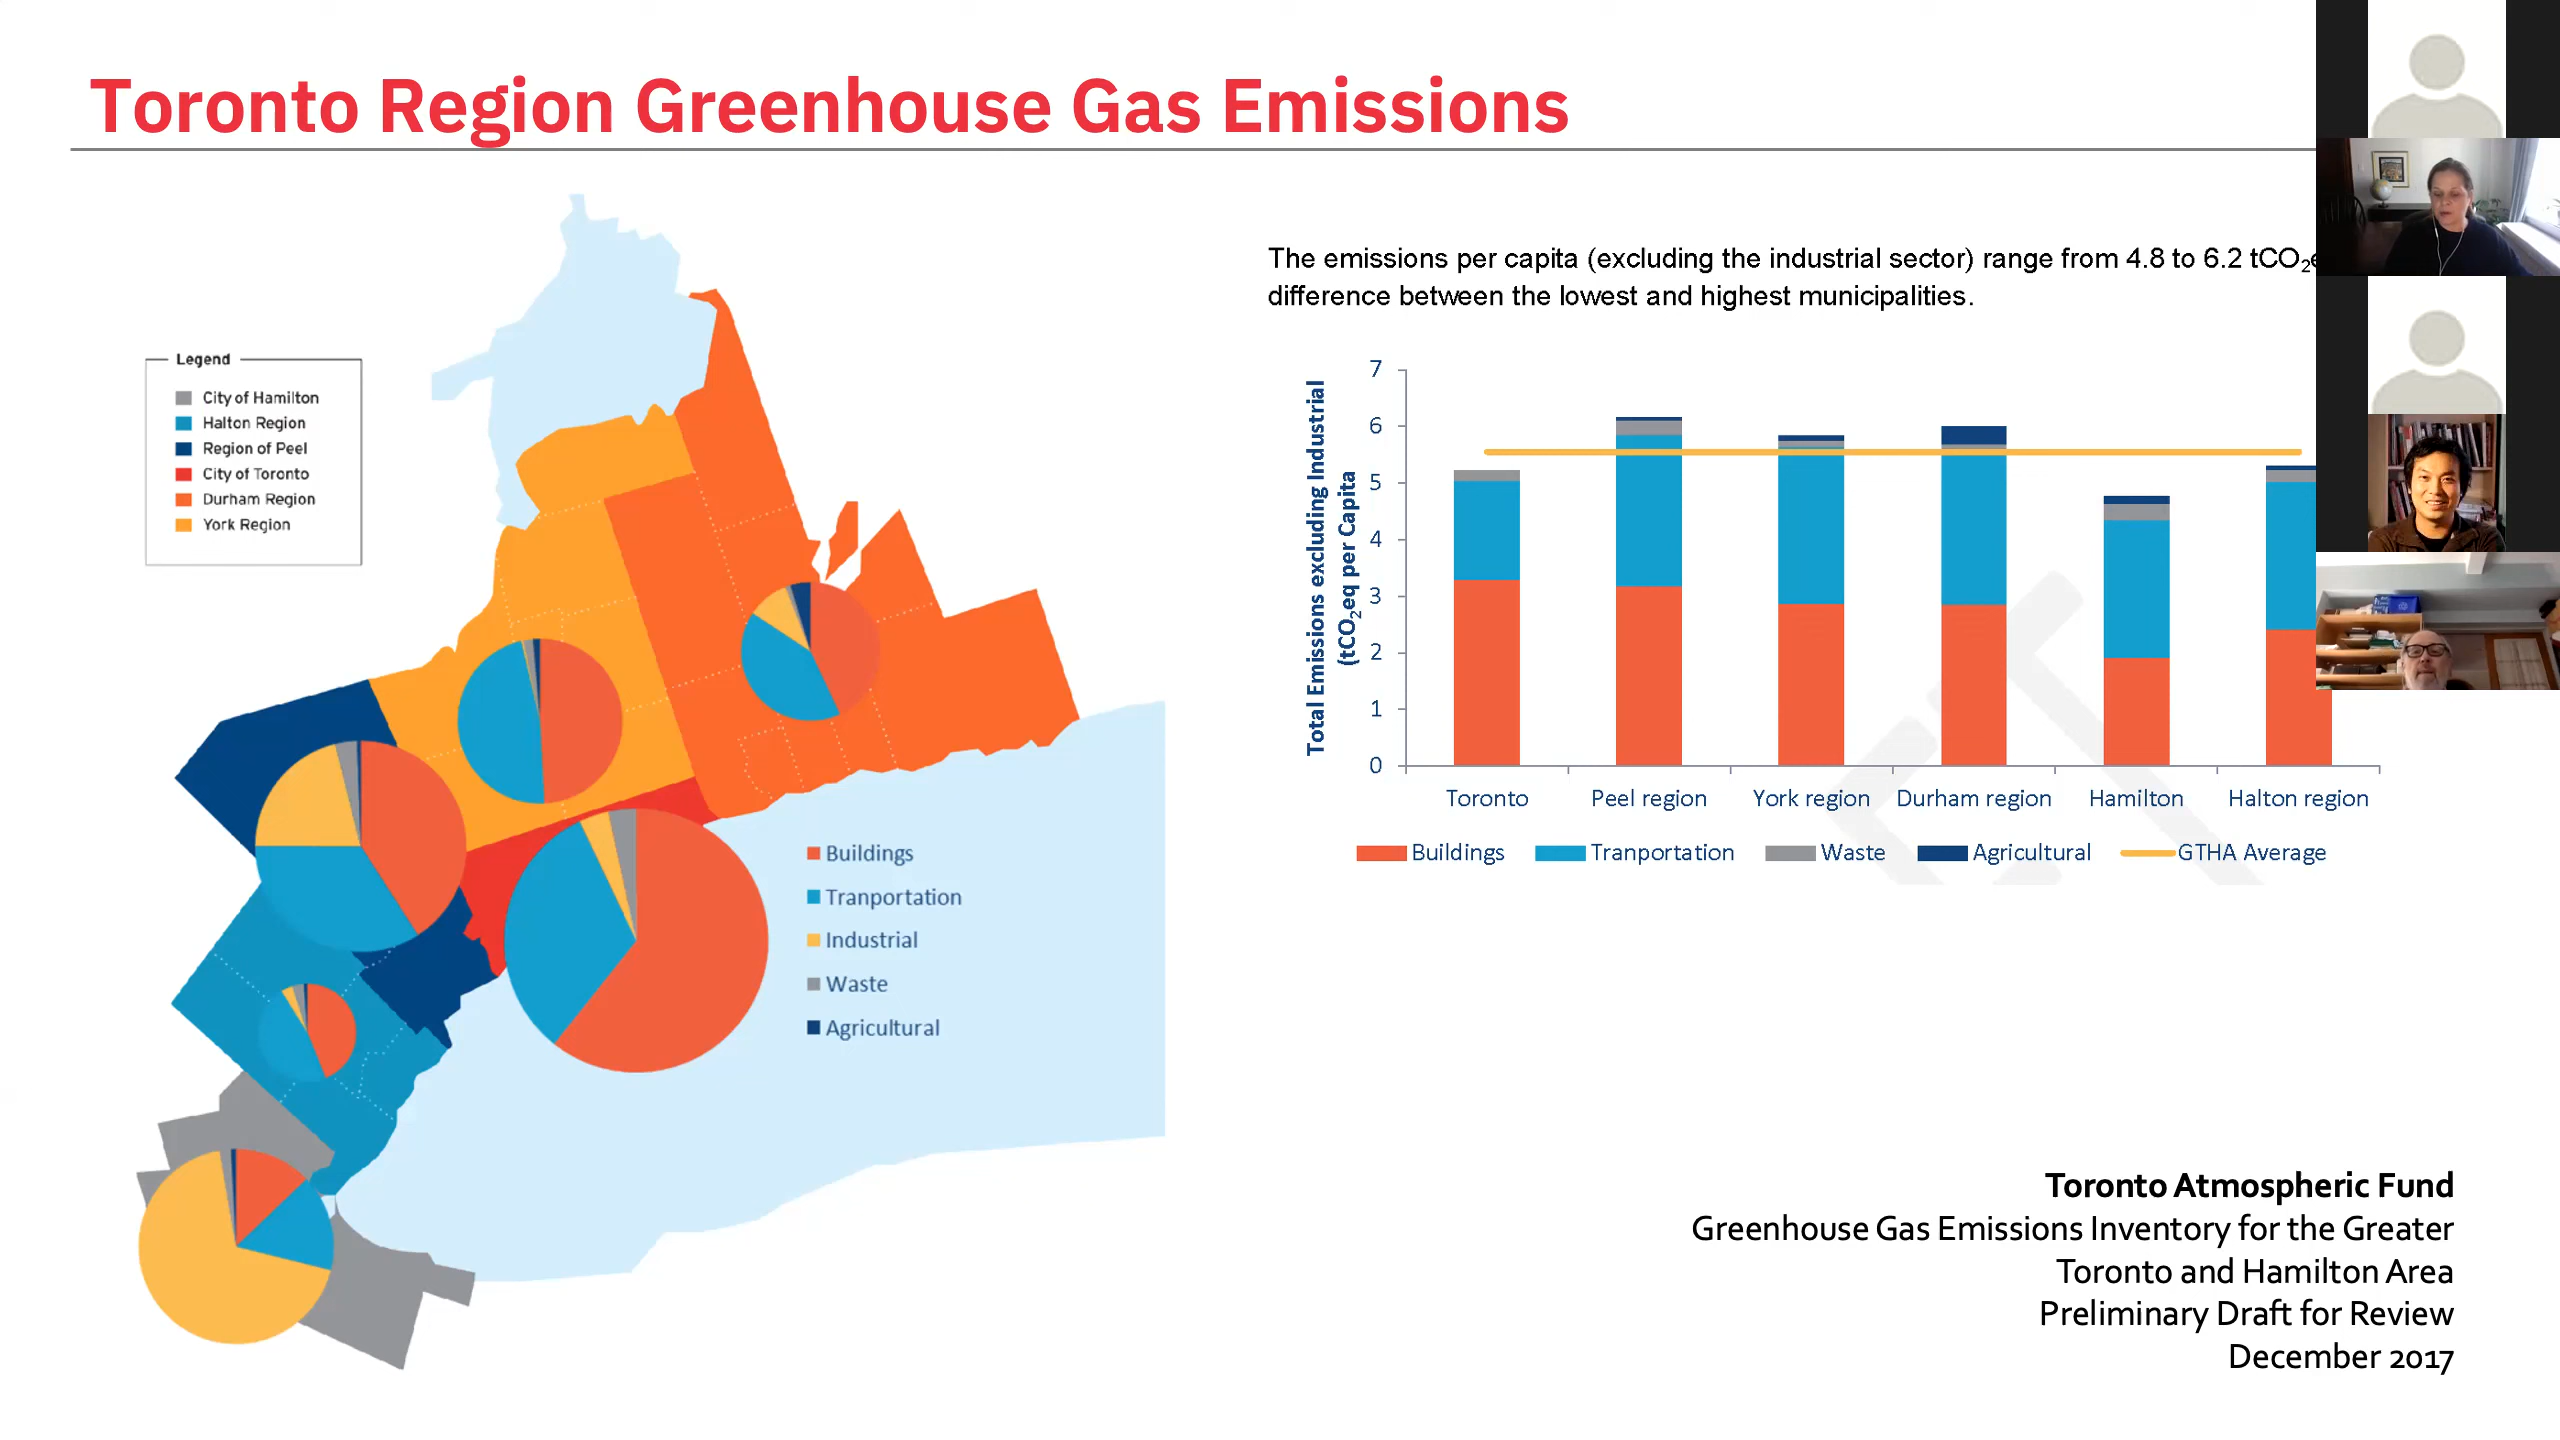 Toronto Region Greenhouse Gas Emissions
The emissions per capita (excluding the industrial sector) range from 4.8 to 6.2 tCO₂e
difference between the lowest and highest municipalities.
Legend
City of Hamilton
Halton Region
Region of Peel
City of Toronto
Durham Region
York Region
Buildings
Tranportation
Industrial
Waste
Agricultural
Total Emissions excluding Industrial
(tCO₂eq per Capita
7
6
5
4
3
2
1
0
Toronto Peel region York region Durham region Hamilton Halton region
Buildings Tranportation Waste Agricultural GTHA Average
Toronto Atmospheric Fund
Greenhouse Gas Emissions Inventory for the Greater
Toronto and Hamilton Area
Preliminary Draft for Review
December 2017